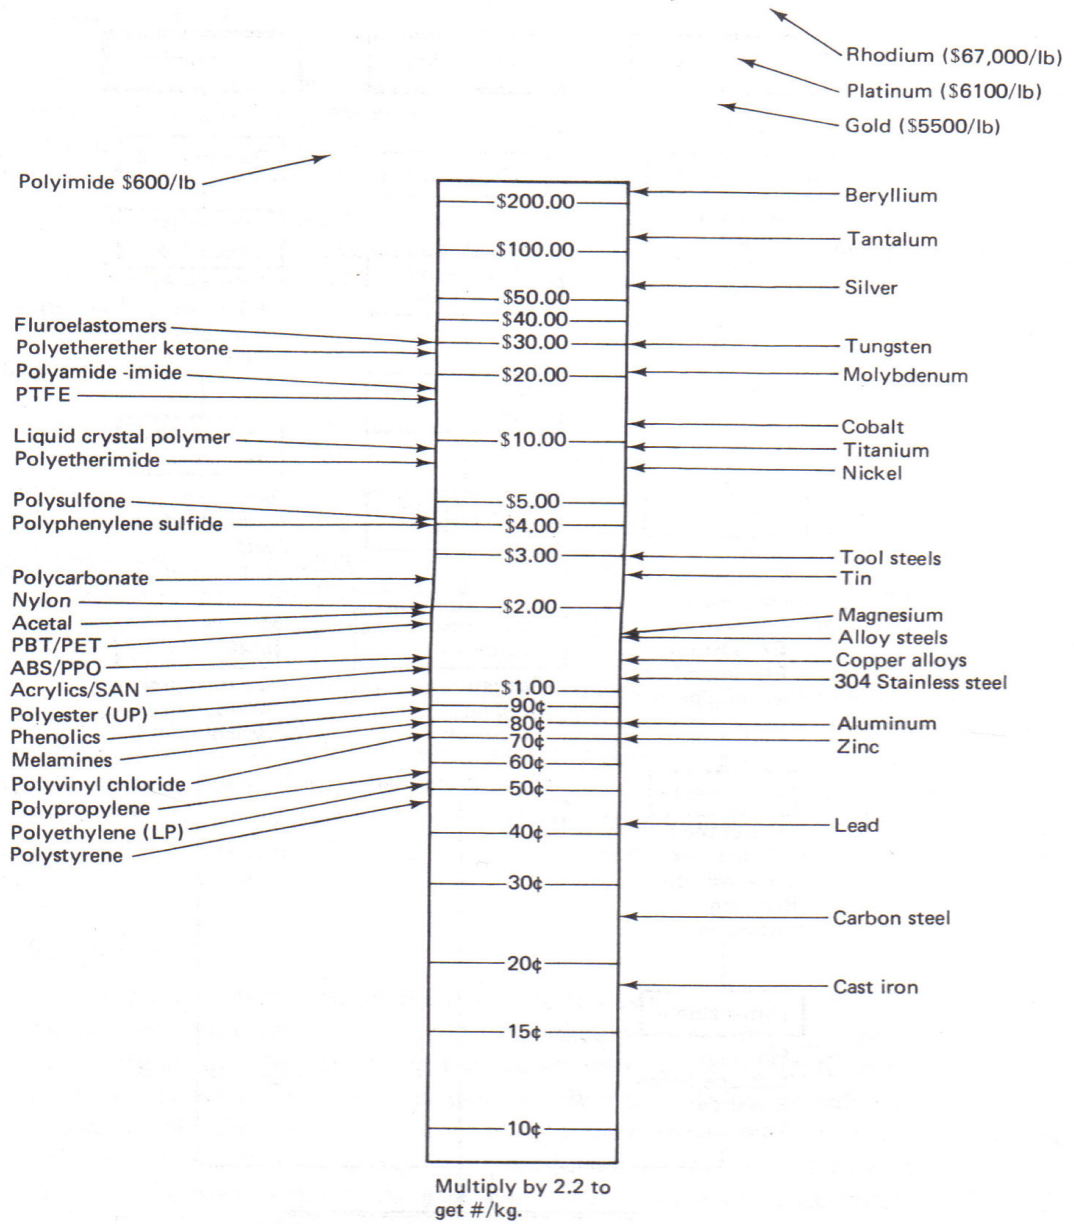 Rhodium ($67,000/lb)
Platinum ($6100/lb)
Gold ($5500/lb)
Polyimide $600/lb
Beryllium
$200.00
Tantalum
$100.00
Silver
$50.00
$40.00
Fluroelastomers
$30.00
Tungsten
Polyetherether ketone
Polyamide -imide
$20.00
Molybdenum
PTFE
Cobalt
Liquid crystal polymer
$10.00
Titanium
Polyetherimide
Nickel
Polysulfone
$5.00
Polyphenylene sulfide
$4.00
$3.00
Tool steels
Polycarbonate
Tin
Nylon
$2.00
Magnesium
Acetal
Alloy steels
PBT/PET
Copper alloys
ABS/PPO
304 Stainless steel
Acrylics/SAN
$1.00
90¢
Polyester (UP)
80¢
Aluminum
Phenolics
70¢
Zinc
Melamines
60¢
Polyvinyl chloride
50¢
Polypropylene
Polyethylene (LP)
40¢
Lead
Polystyrene
30¢
Carbon steel
20¢
Cast iron
15¢
10¢
Multiply by 2.2 to
get #/kg.